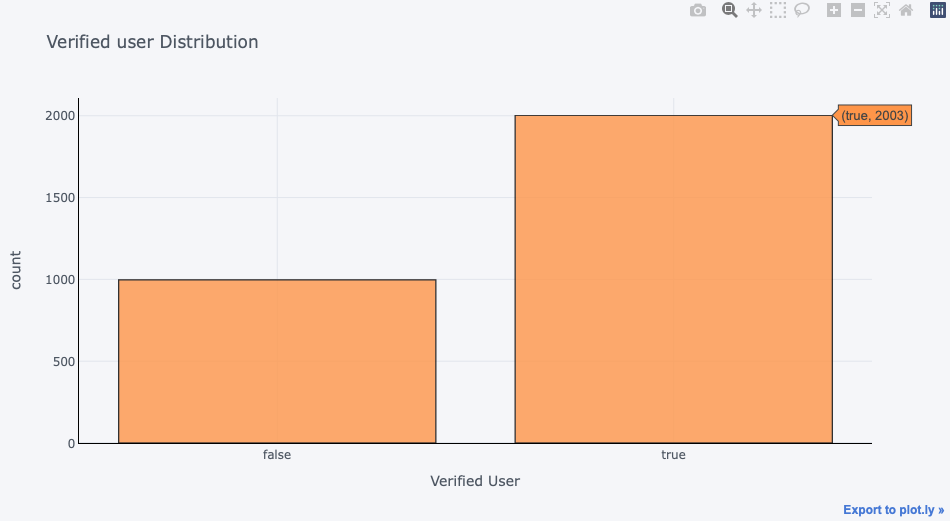 Verified user Distribution
2000
(true, 2003)
1500
count
1000
500
0
false
true
Verified User
Export to plot.ly »